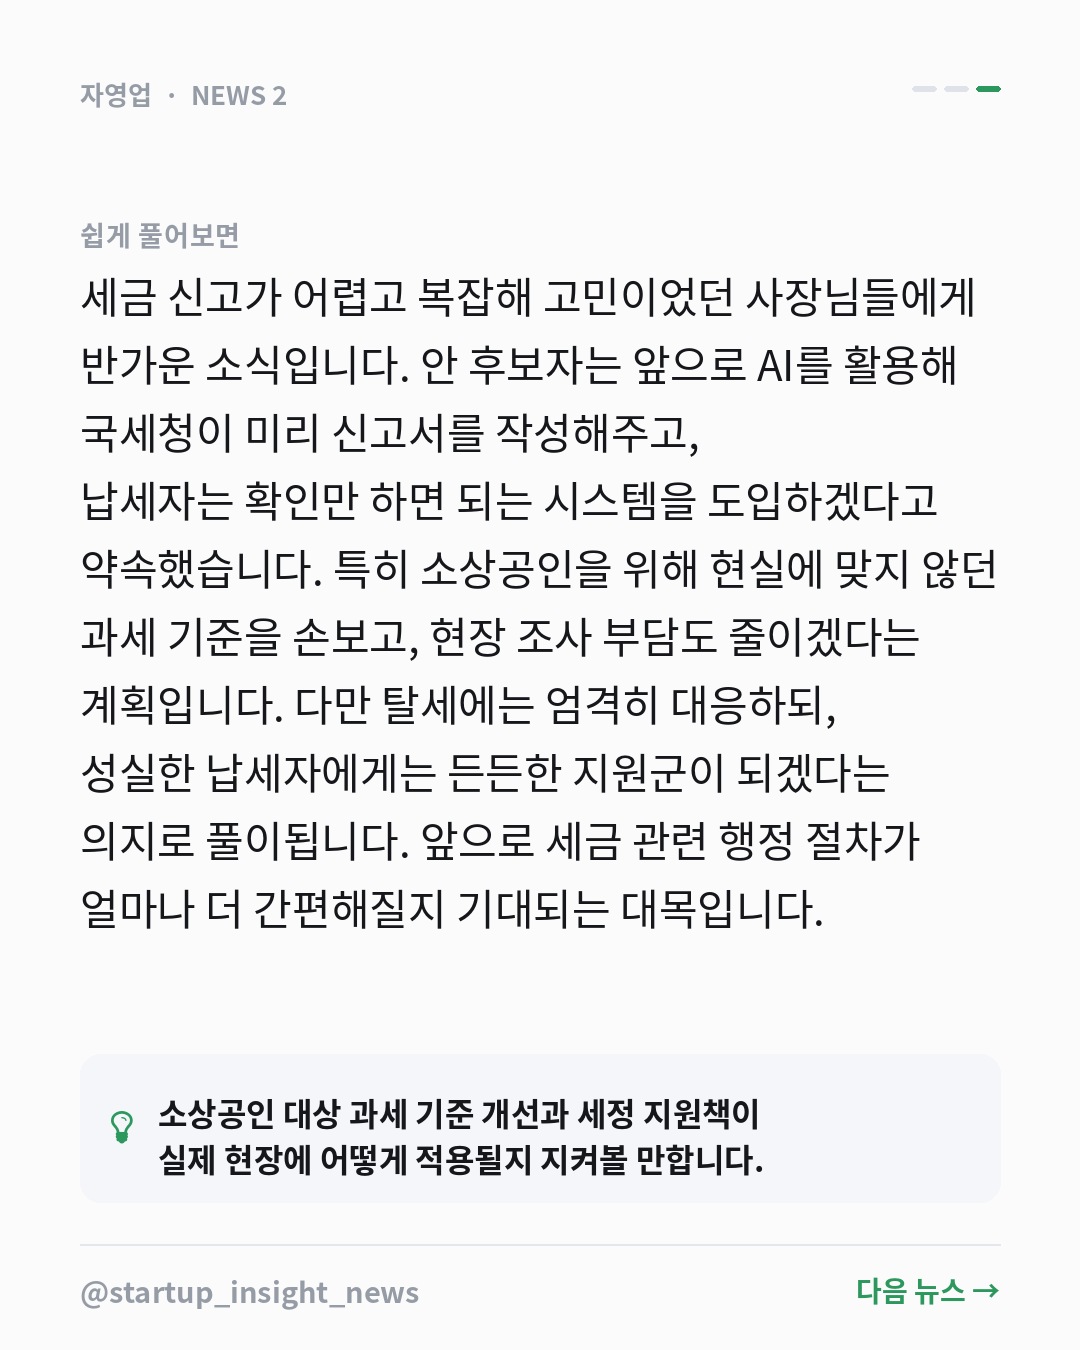 자영업 · NEWS 2
쉽게 풀어보면
세금 신고가 어렵고 복잡해 고민이었던 사장님들에게
반가운 소식입니다. 안 후보자는 앞으로 AI를 활용해
국세청이 미리 신고서를 작성해주고,
납세자는 확인만 하면 되는 시스템을 도입하겠다고
약속했습니다. 특히 소상공인을 위해 현실에 맞지 않던
과세 기준을 손보고, 현장 조사 부담도 줄이겠다는
계획입니다. 다만 탈세에는 엄격히 대응하되,
성실한 납세자에게는 든든한 지원군이 되겠다는
의지로 풀이됩니다. 앞으로 세금 관련 행정 절차가
얼마나 더 간편해질지 기대되는 대목입니다.
소상공인 대상 과세 기준 개선과 세정 지원책이
실제 현장에 어떻게 적용될지 지켜볼 만합니다.
@startup_insight_news
다음 뉴스 →